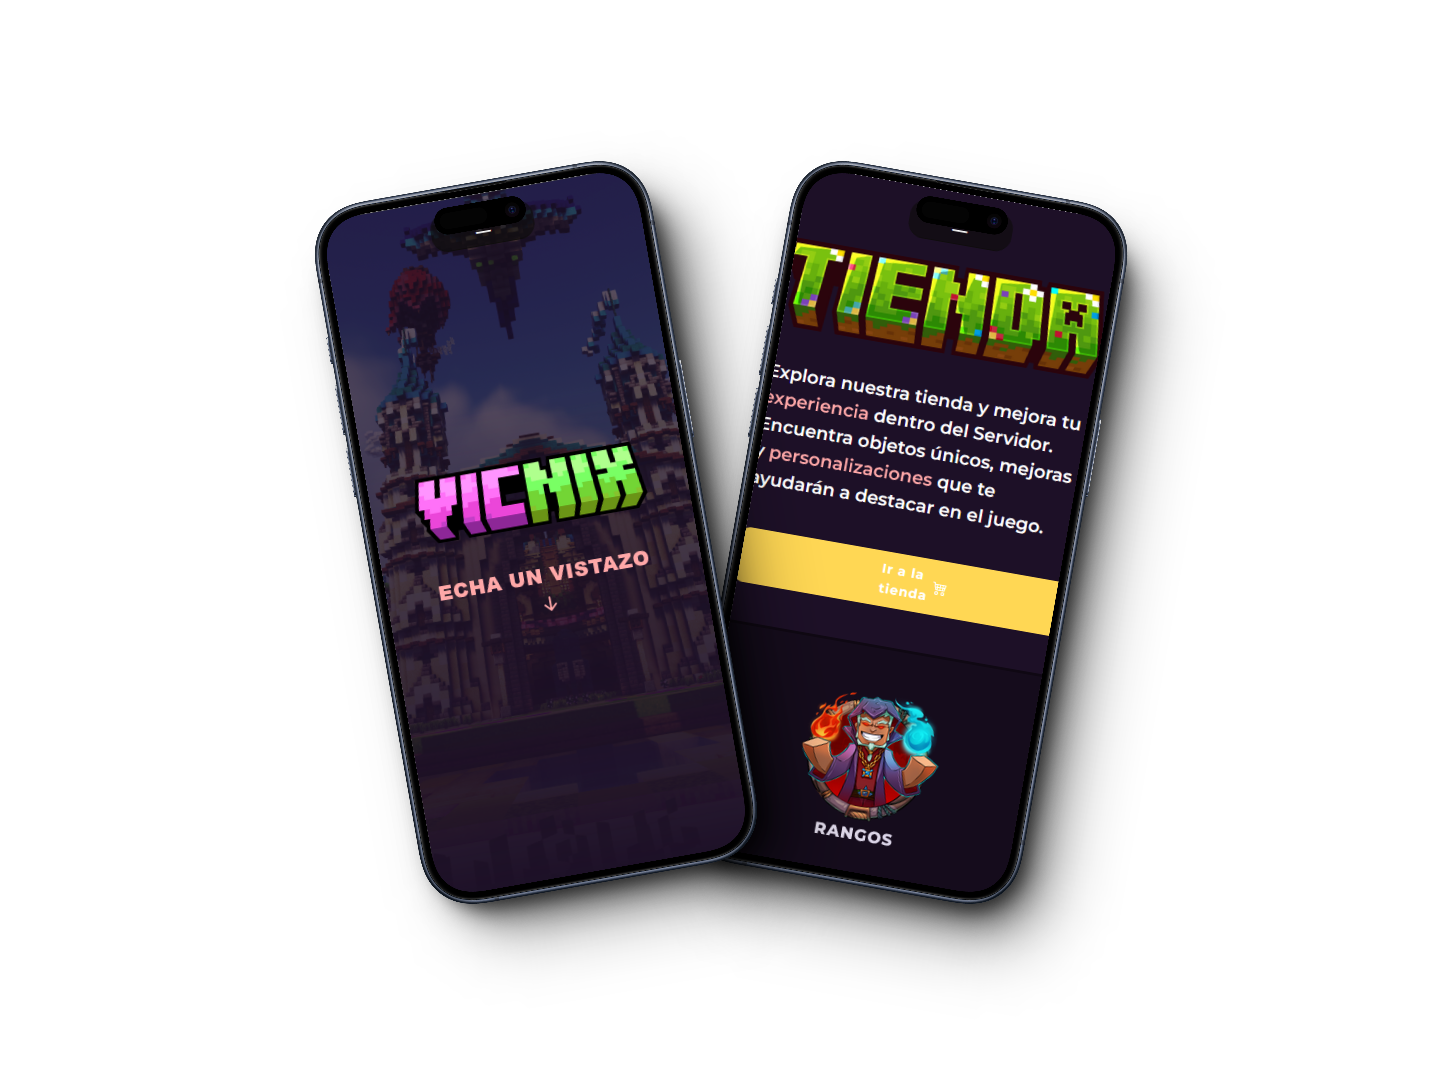 VICNIX
ECHA UN VISTAZO
TIENDA
Explora nuestra tienda y mejora tu
experiencia dentro del Servidor.
Encuentra objetos únicos, mejoras
y personalizaciones que te
ayudarán a destacar en el juego.
Ir a la
tienda
RANGOS